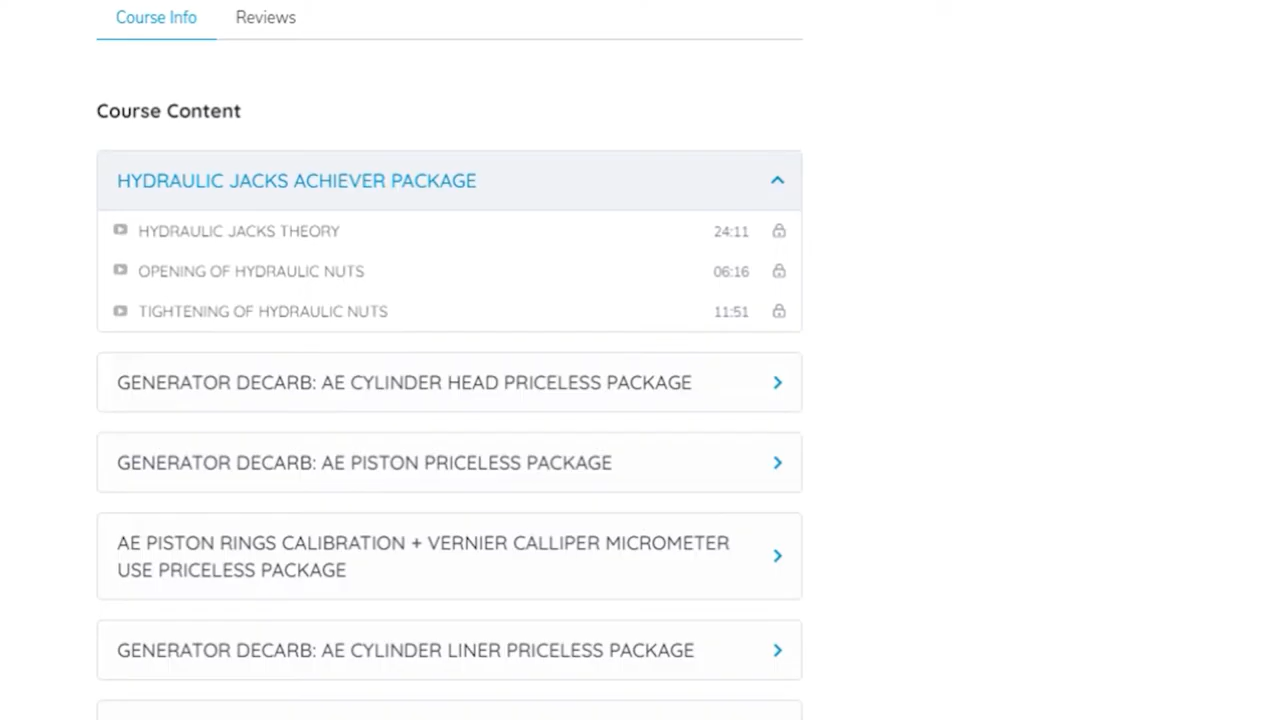 Course Info Reviews
Course Content
HYDRAULIC JACKS ACHIEVER PACKAGE
HYDRAULIC JACKS THEORY 24:11
OPENING OF HYDRAULIC NUTS 06:16
TIGHTENING OF HYDRAULIC NUTS 11:51
GENERATOR DECARB: AE CYLINDER HEAD PRICELESS PACKAGE
GENERATOR DECARB: AE PISTON PRICELESS PACKAGE
AE PISTON RINGS CALIBRATION + VERNIER CALLIPER MICROMETER
USE PRICELESS PACKAGE
GENERATOR DECARB: AE CYLINDER LINER PRICELESS PACKAGE